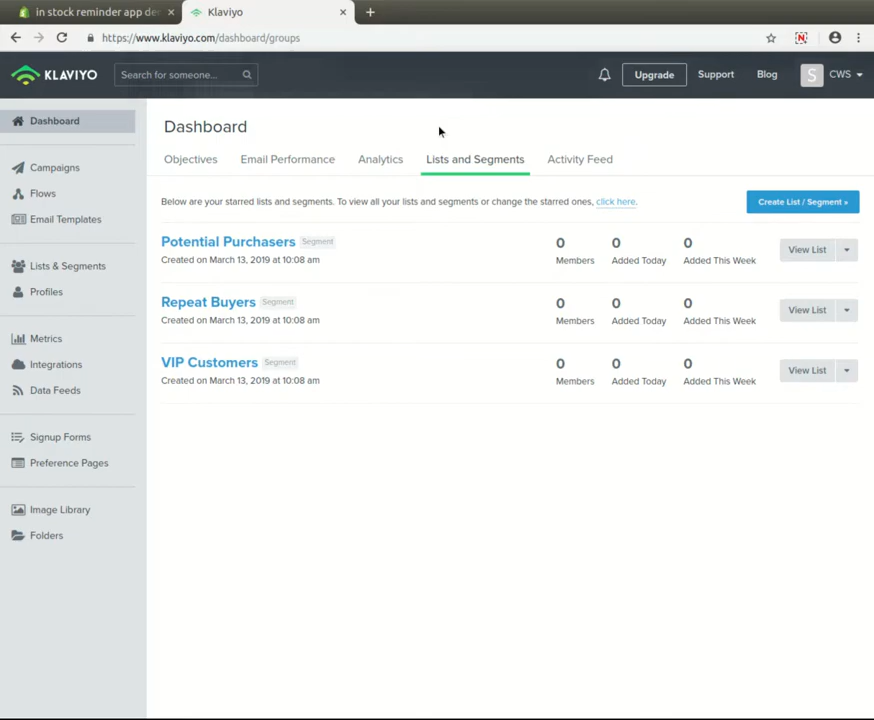 in stock reminder app de
Klaviyo
https://www.klaviyo.com/dashboard/groups
KLAVIYO
Search for someone...
Upgrade
Support
Blog
S
CWS
Dashboard
Campaigns
Flows
Email Templates
Lists & Segments
Profiles
Metrics
Integrations
Data Feeds
Signup Forms
Preference Pages
Image Library
Folders
Dashboard
Objectives Email Performance Analytics Lists and Segments Activity Feed
Below are your starred lists and segments. To view all your lists and segments or change the starred ones, click here.
Create List / Segment »
Potential Purchasers Segment
Created on March 13, 2019 at 10:08 am
0 0 0
Members Added Today Added This Week
View List
Repeat Buyers Segment
Created on March 13, 2019 at 10:08 am
0 0 0
Members Added Today Added This Week
View List
VIP Customers Segment
Created on March 13, 2019 at 10:08 am
0 0 0
Members Added Today Added This Week
View List